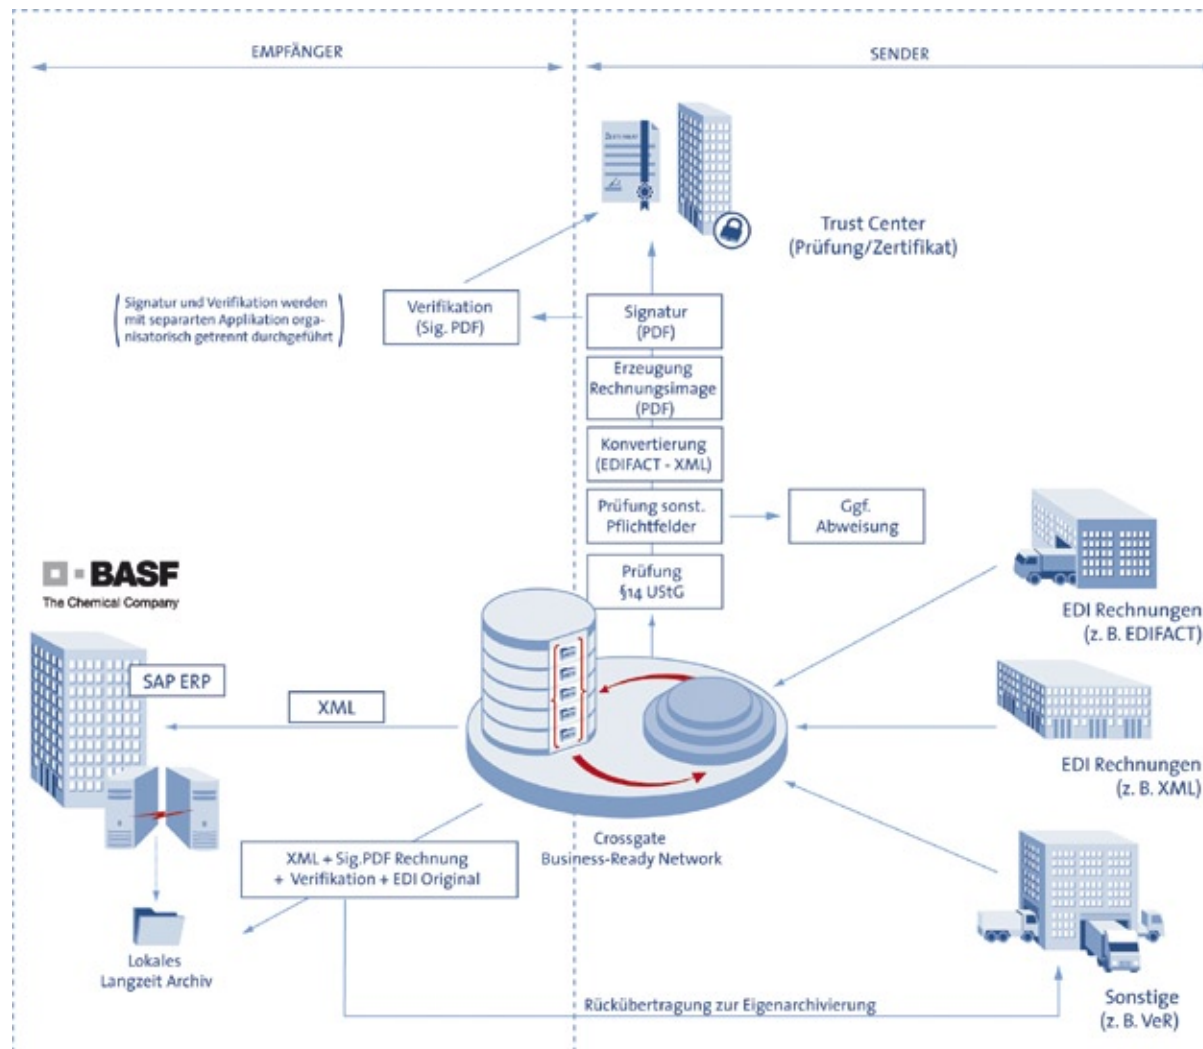 EMPFÄNGER
SENDER
Trust Center
(Prüfung/Zertifikat)
Signatur und Verifikation werden
mit separarten Applikation orga-
nisatorisch getrennt durchgeführt
Verifikation
(Sig. PDF)
Signatur
(PDF)
Erzeugung
Rechnungsimage
(PDF)
Konvertierung
(EDIFACT - XML)
Prüfung sonst.
Pflichtfelder
Ggf.
Abweisung
Prüfung
§14 UStG
BASF
The Chemical Company
SAP ERP
XML
EDI Rechnungen
(z. B. EDIFACT)
EDI Rechnungen
(z. B. XML)
Crossgate
Business-Ready Network
XML + Sig.PDF Rechnung
+ Verifikation + EDI Original
Lokales
Langzeit Archiv
Rückübertragung zur Eigenarchivierung
Sonstige
(z. B. VeR)